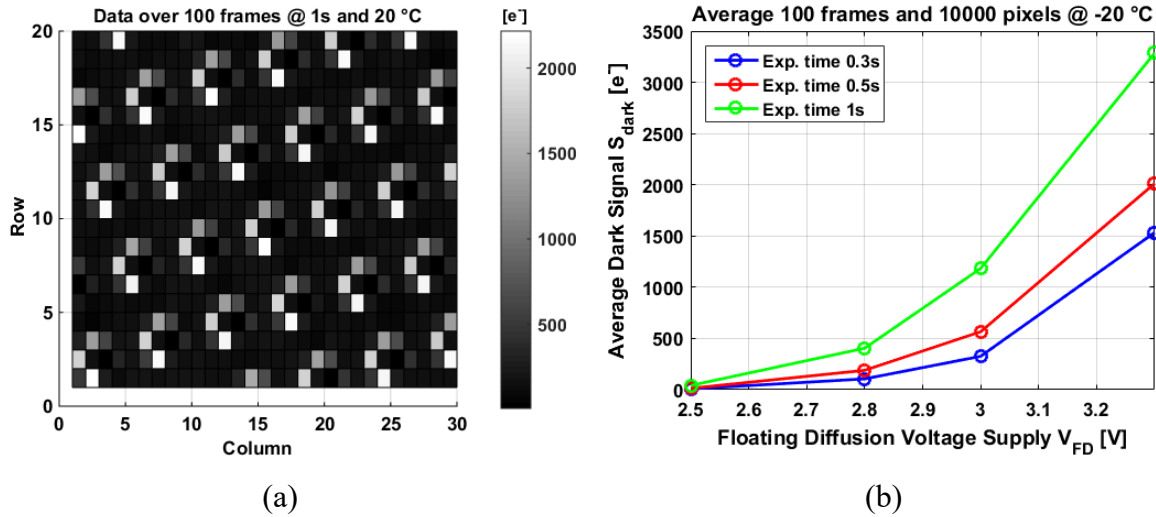 Data over 100 frames @ 1s and 20 °C
[e⁻]
20
15
10
5
0
Row
0 5 10 15 20 25 30
Column
2000
1500
1000
500
(a)
Average 100 frames and 10000 pixels @ -20 °C
Exp. time 0.3s
Exp. time 0.5s
Exp. time 1s
3500
3000
2500
2000
1500
1000
500
0
Average Dark Signal S_dark [e⁻]
2.5 2.6 2.7 2.8 2.9 3 3.1 3.2
Floating Diffusion Voltage Supply V_FD [V]
(b)